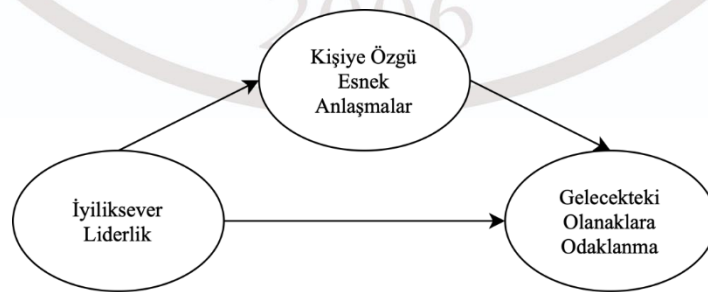 2006
Kişiye Özgü
Esnek
Anlaşmalar
İyiliksever
Liderlik
Gelecekteki
Olanaklara
Odaklanma